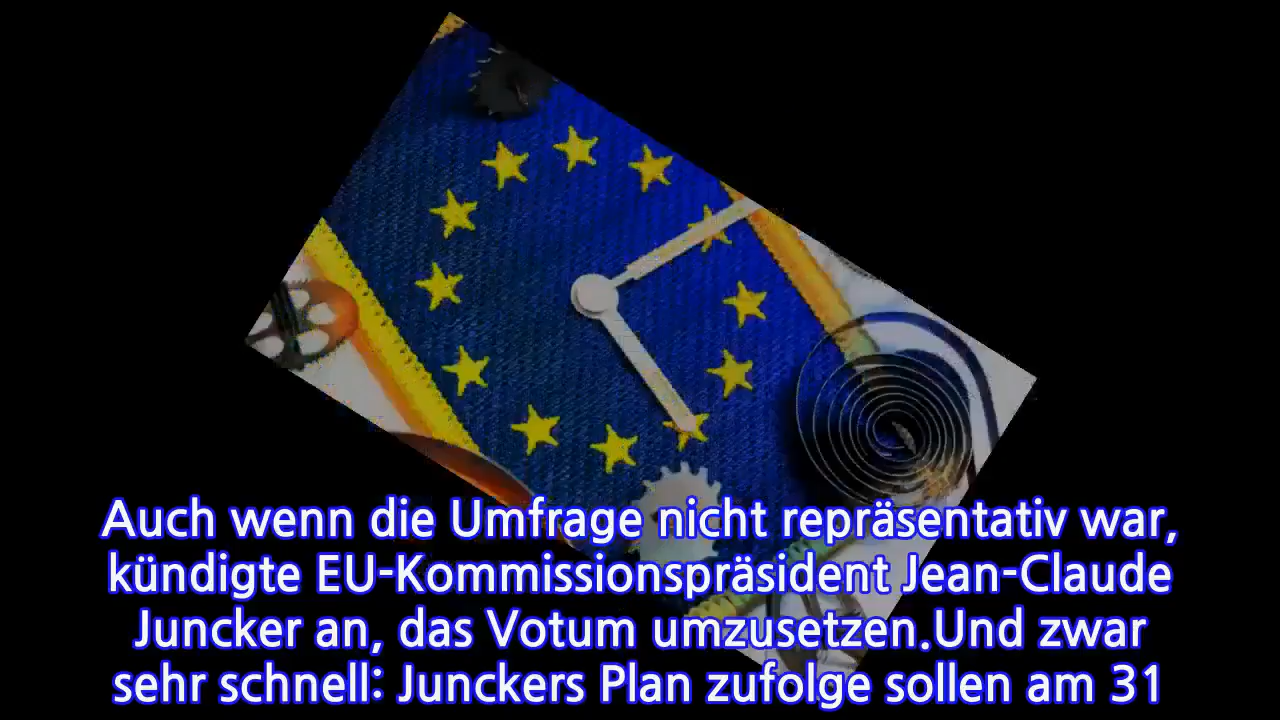 Auch wenn die Umfrage nicht repräsentativ war,
kündigte EU-Kommissionspräsident Jean-Claude
Juncker an, das Votum umzusetzen.Und zwar
sehr schnell: Junckers Plan zufolge sollen am 31